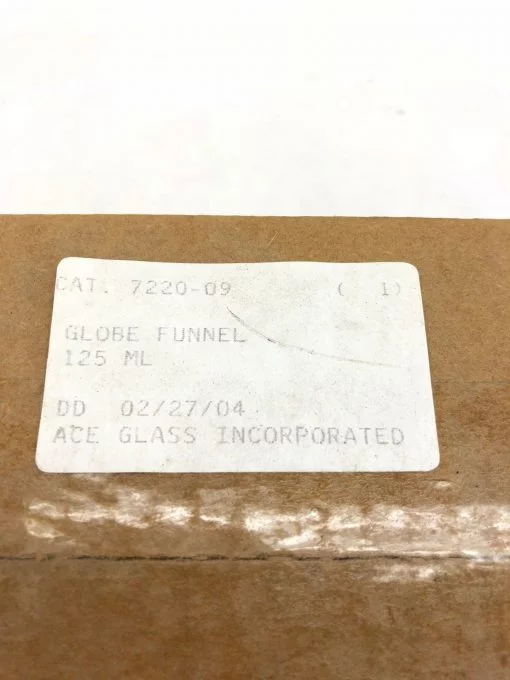 CAT. 7220-09 ( 1)
GLOBE FUNNEL
125 ML
DD 02/27/04
ACE GLASS INCORPORATED